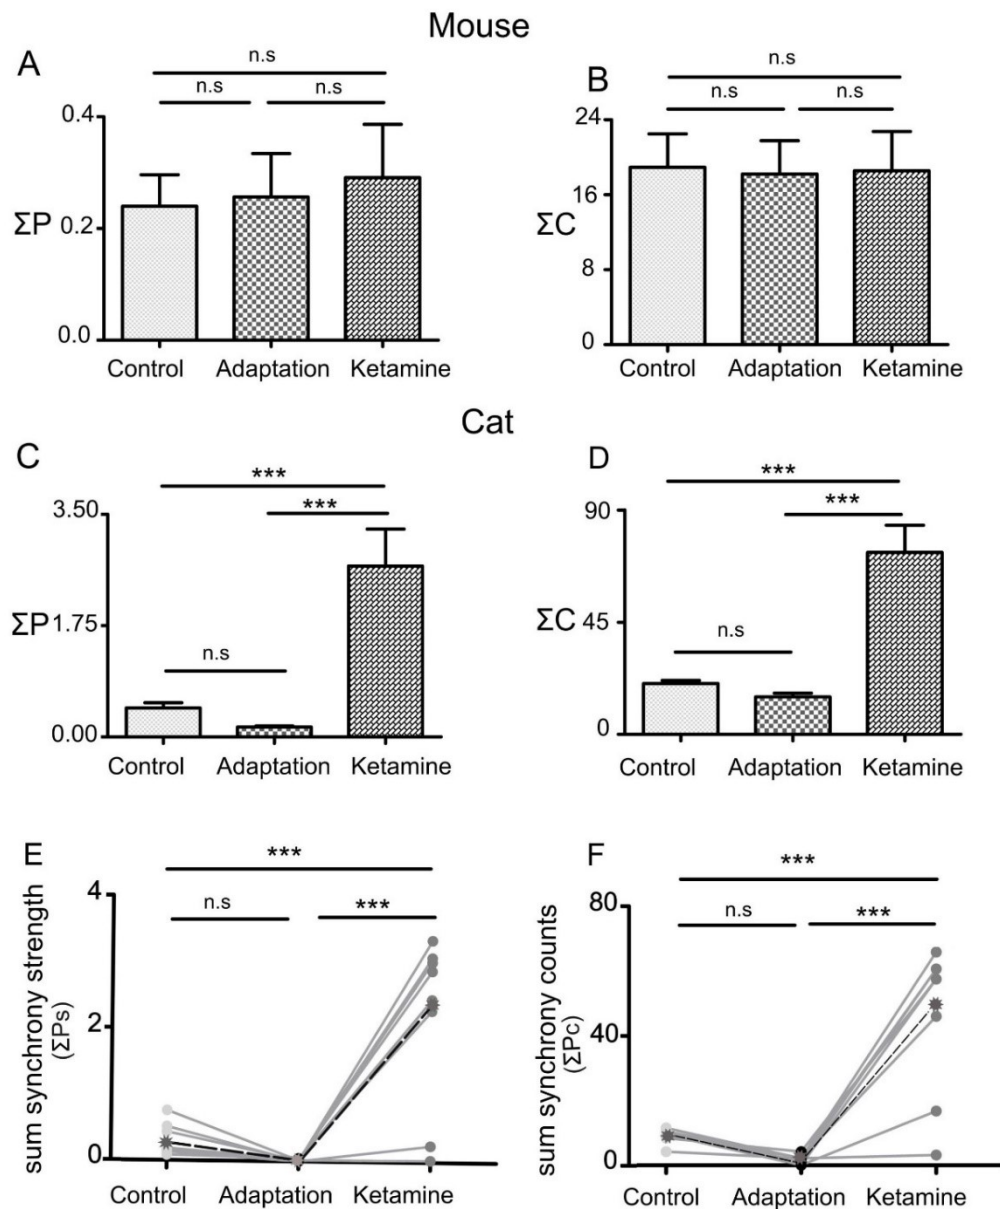 Mouse
A
n.s
n.s
n.s
0.4
ΣP
0.2
0.0
Control
Adaptation
Ketamine
B
n.s
n.s
n.s
24
16
ΣC
8
0
Control
Adaptation
Ketamine
Cat
C
***
***
3.50
ΣP
1.75
n.s
0.00
Control
Adaptation
Ketamine
D
***
***
90
ΣC
45
n.s
0
Control
Adaptation
Ketamine
E
***
n.s
***
4
sum synchrony strength
(ΣPs)
2
0
Control
Adaptation
Ketamine
F
***
n.s
***
80
sum synchrony counts
(ΣPc)
40
0
Control
Adaptation
Ketamine